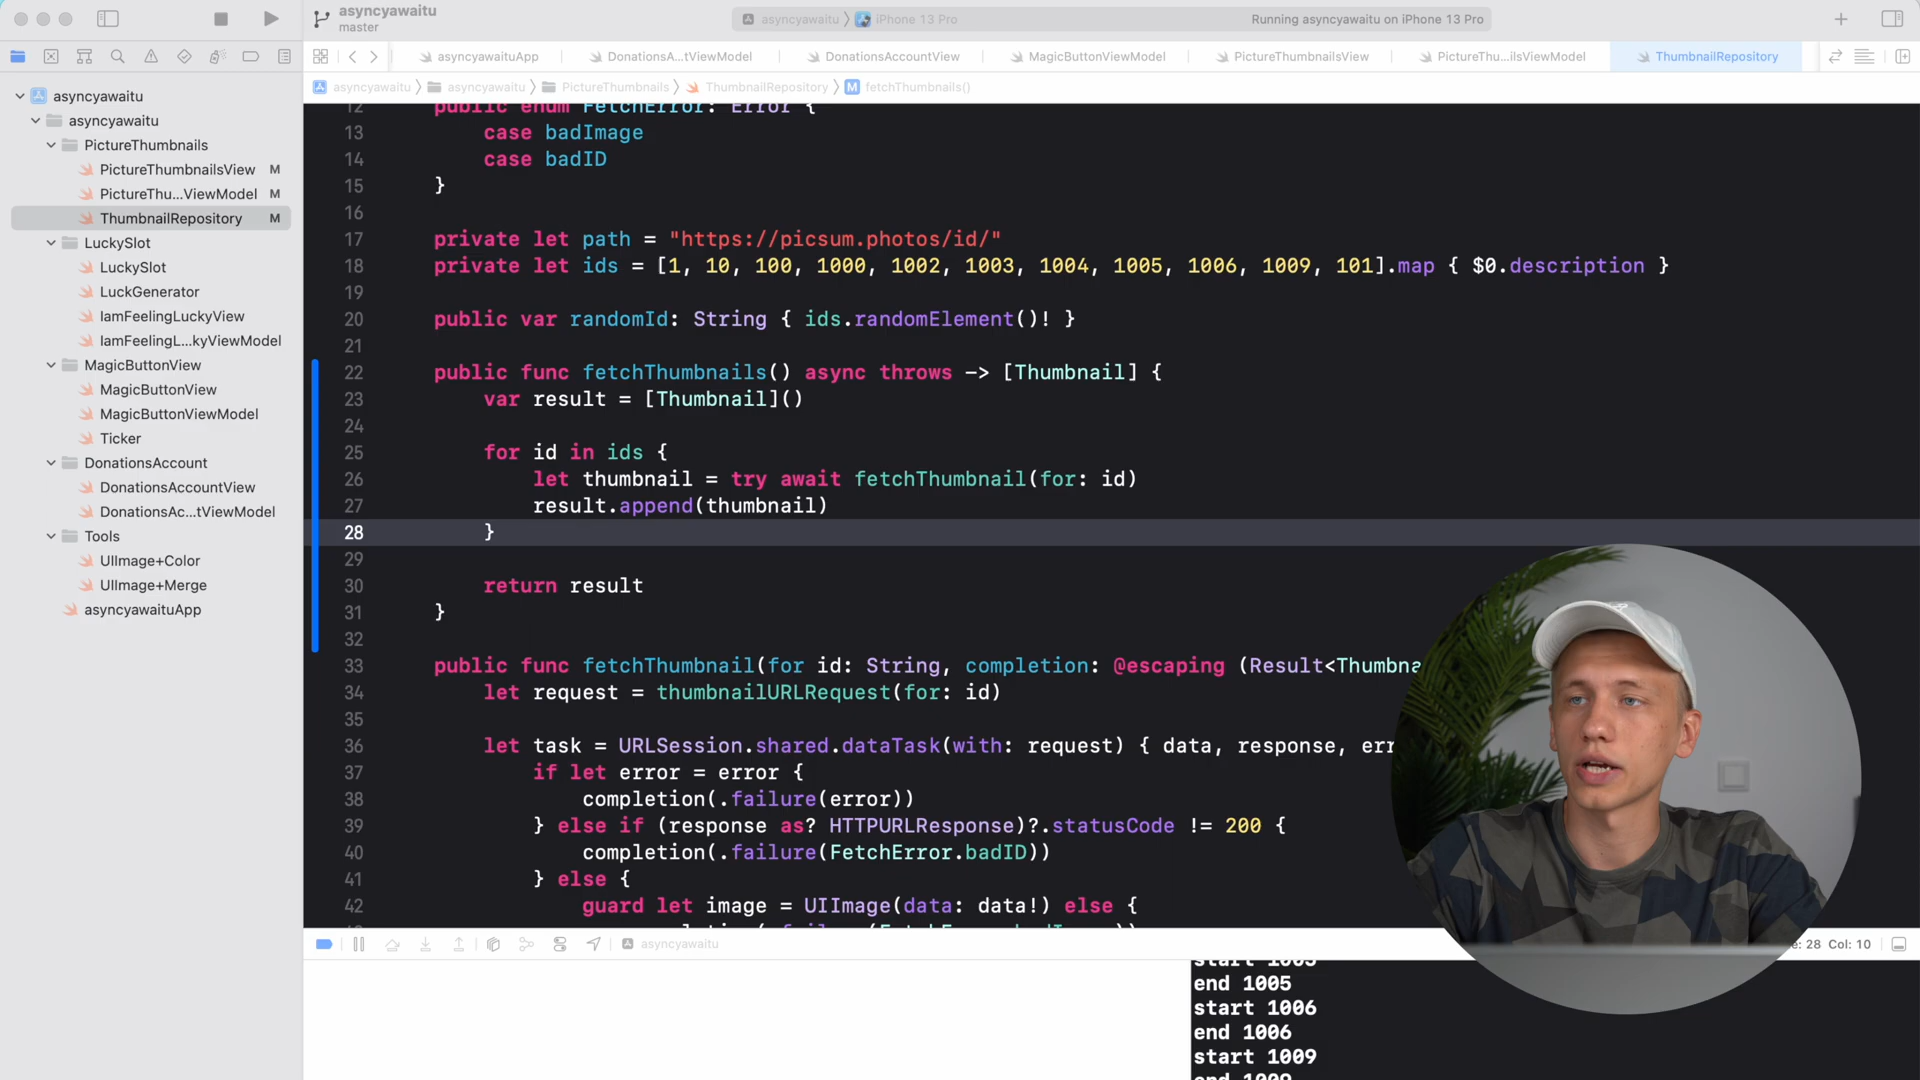 asyncyawaitu
master
asyncyawaitu
iPhone 13 Pro
Running asyncyawaitu on iPhone 13 Pro
asyncyawaituApp
DonationsA...tViewModel
DonationsAccountView
MagicButtonViewModel
PictureThumbnailsView
PictureThu...ilsViewModel
ThumbnailRepository
asyncyawaitu
asyncyawaitu
PictureThumbnails
ThumbnailRepository
M fetchThumbnails()
asyncyawaitu
asyncyawaitu
PictureThumbnails
PictureThumbnailsView M
PictureThu...ViewModel M
ThumbnailRepository M
LuckySlot
LuckySlot
LuckGenerator
IamFeelingLuckyView
IamFeelingL...kyViewModel
MagicButtonView
MagicButtonView
MagicButtonViewModel
Ticker
DonationsAccount
DonationsAccountView
DonationsAc...tViewModel
Tools
UIImage+Color
UIImage+Merge
asyncyawaituApp
12 public enum FetchError: Error {
13 case badImage
14 case badID
15 }
16
17 private let path = "https://picsum.photos/id/"
18 private let ids = [1, 10, 100, 1000, 1002, 1003, 1004, 1005, 1006, 1009, 101].map { $0.description }
19
20 public var randomId: String { ids.randomElement()! }
21
22 public func fetchThumbnails() async throws -> [Thumbnail] {
23 var result = [Thumbnail]()
24
25 for id in ids {
26 let thumbnail = try await fetchThumbnail(for: id)
27 result.append(thumbnail)
28 }
29
30 return result
31 }
32
33 public func fetchThumbnail(for id: String, completion: @escaping (Result<Thumbna
34 let request = thumbnailURLRequest(for: id)
35
36 let task = URLSession.shared.dataTask(with: request) { data, response, err
37 if let error = error {
38 completion(.failure(error))
39 } else if (response as? HTTPURLResponse)?.statusCode != 200 {
40 completion(.failure(FetchError.badID))
41 } else {
42 guard let image = UIImage(data: data!) else {
asyncyawaitu
e: 28 Col: 10
start 1005
end 1005
start 1006
end 1006
start 1009
end 1009